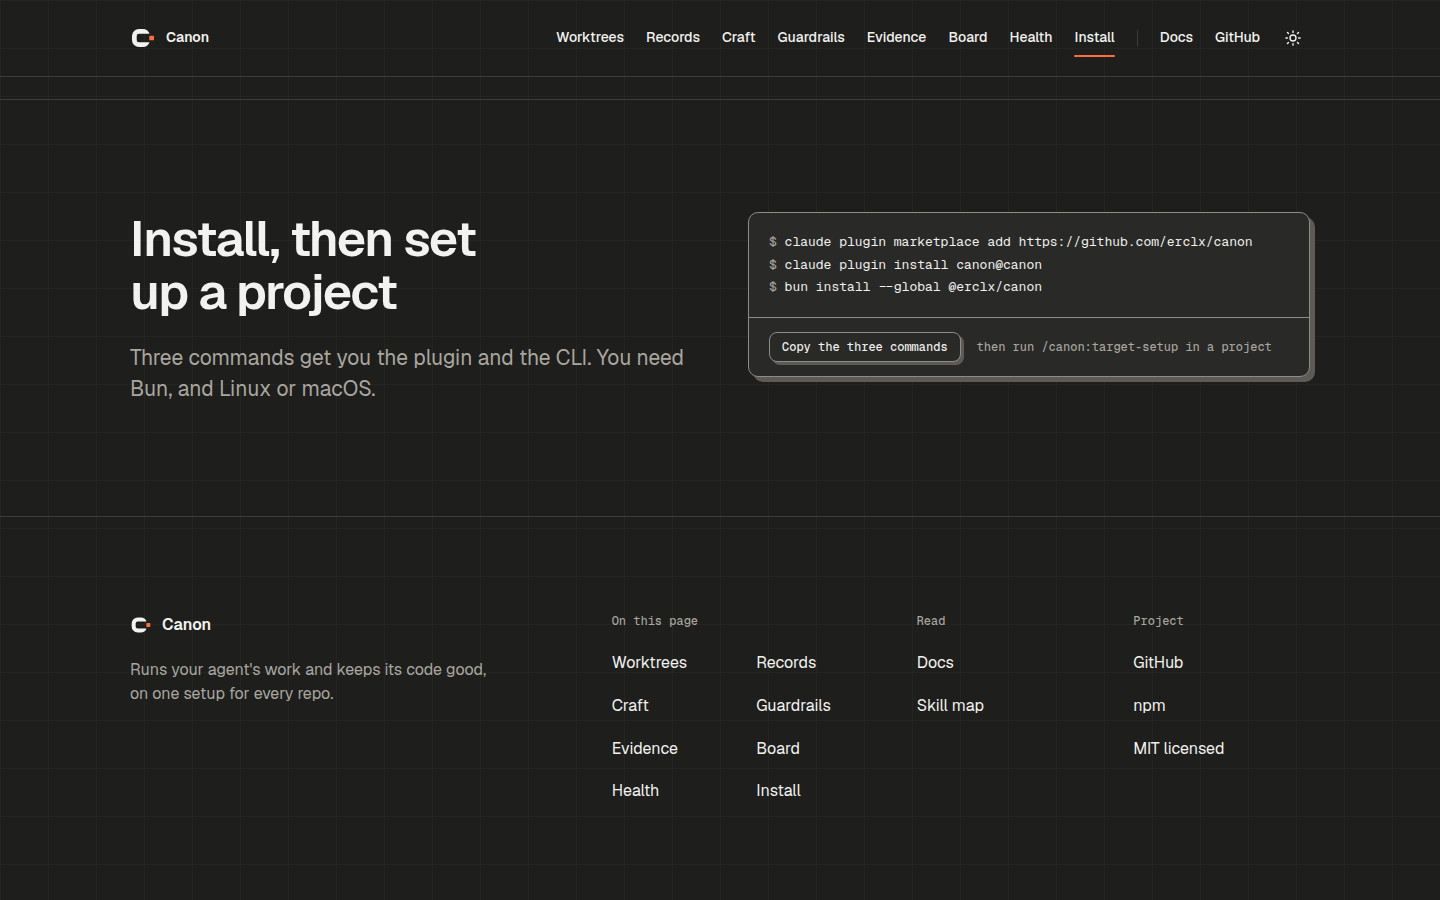 Canon
Worktrees Records Craft Guardrails Evidence Board Health Install Docs GitHub
Install, then set
up a project
Three commands get you the plugin and the CLI. You need
Bun, and Linux or macOS.
$ claude plugin marketplace add https://github.com/erclx/canon
$ claude plugin install canon@canon
$ bun install --global @erclx/canon
Copy the three commands then run /canon:target-setup in a project
Canon
Runs your agent's work and keeps its code good,
on one setup for every repo.
On this page
Worktrees Records
Craft Guardrails
Evidence Board
Health Install
Read
Docs
Skill map
Project
GitHub
npm
MIT licensed